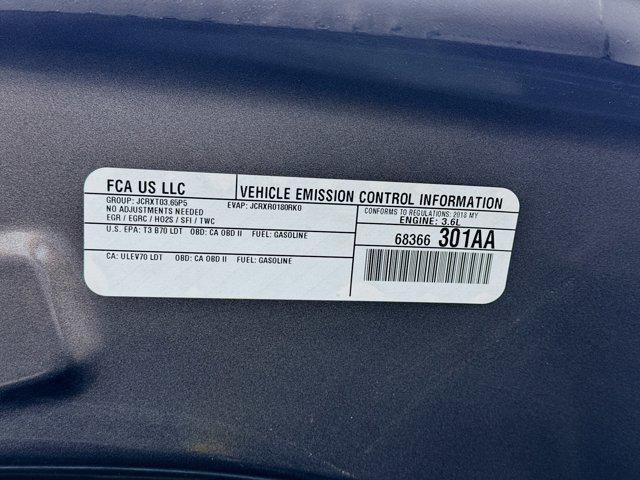 FCA US LLC
VEHICLE EMISSION CONTROL INFORMATION
GROUP: JCRXT03.65P5
EVAP: JCRXR0180RK0
NO ADJUSTMENTS NEEDED
EGR / EGRC / HO2S / SFI / TWC
CONFORMS TO REGULATIONS: 2018 MY
ENGINE: 3.6L
U.S. EPA: T3 B70 LDT OBD: CA OBD II FUEL: GASOLINE
68366 301AA
CA: ULEV70 LDT OBD: CA OBD II FUEL: GASOLINE